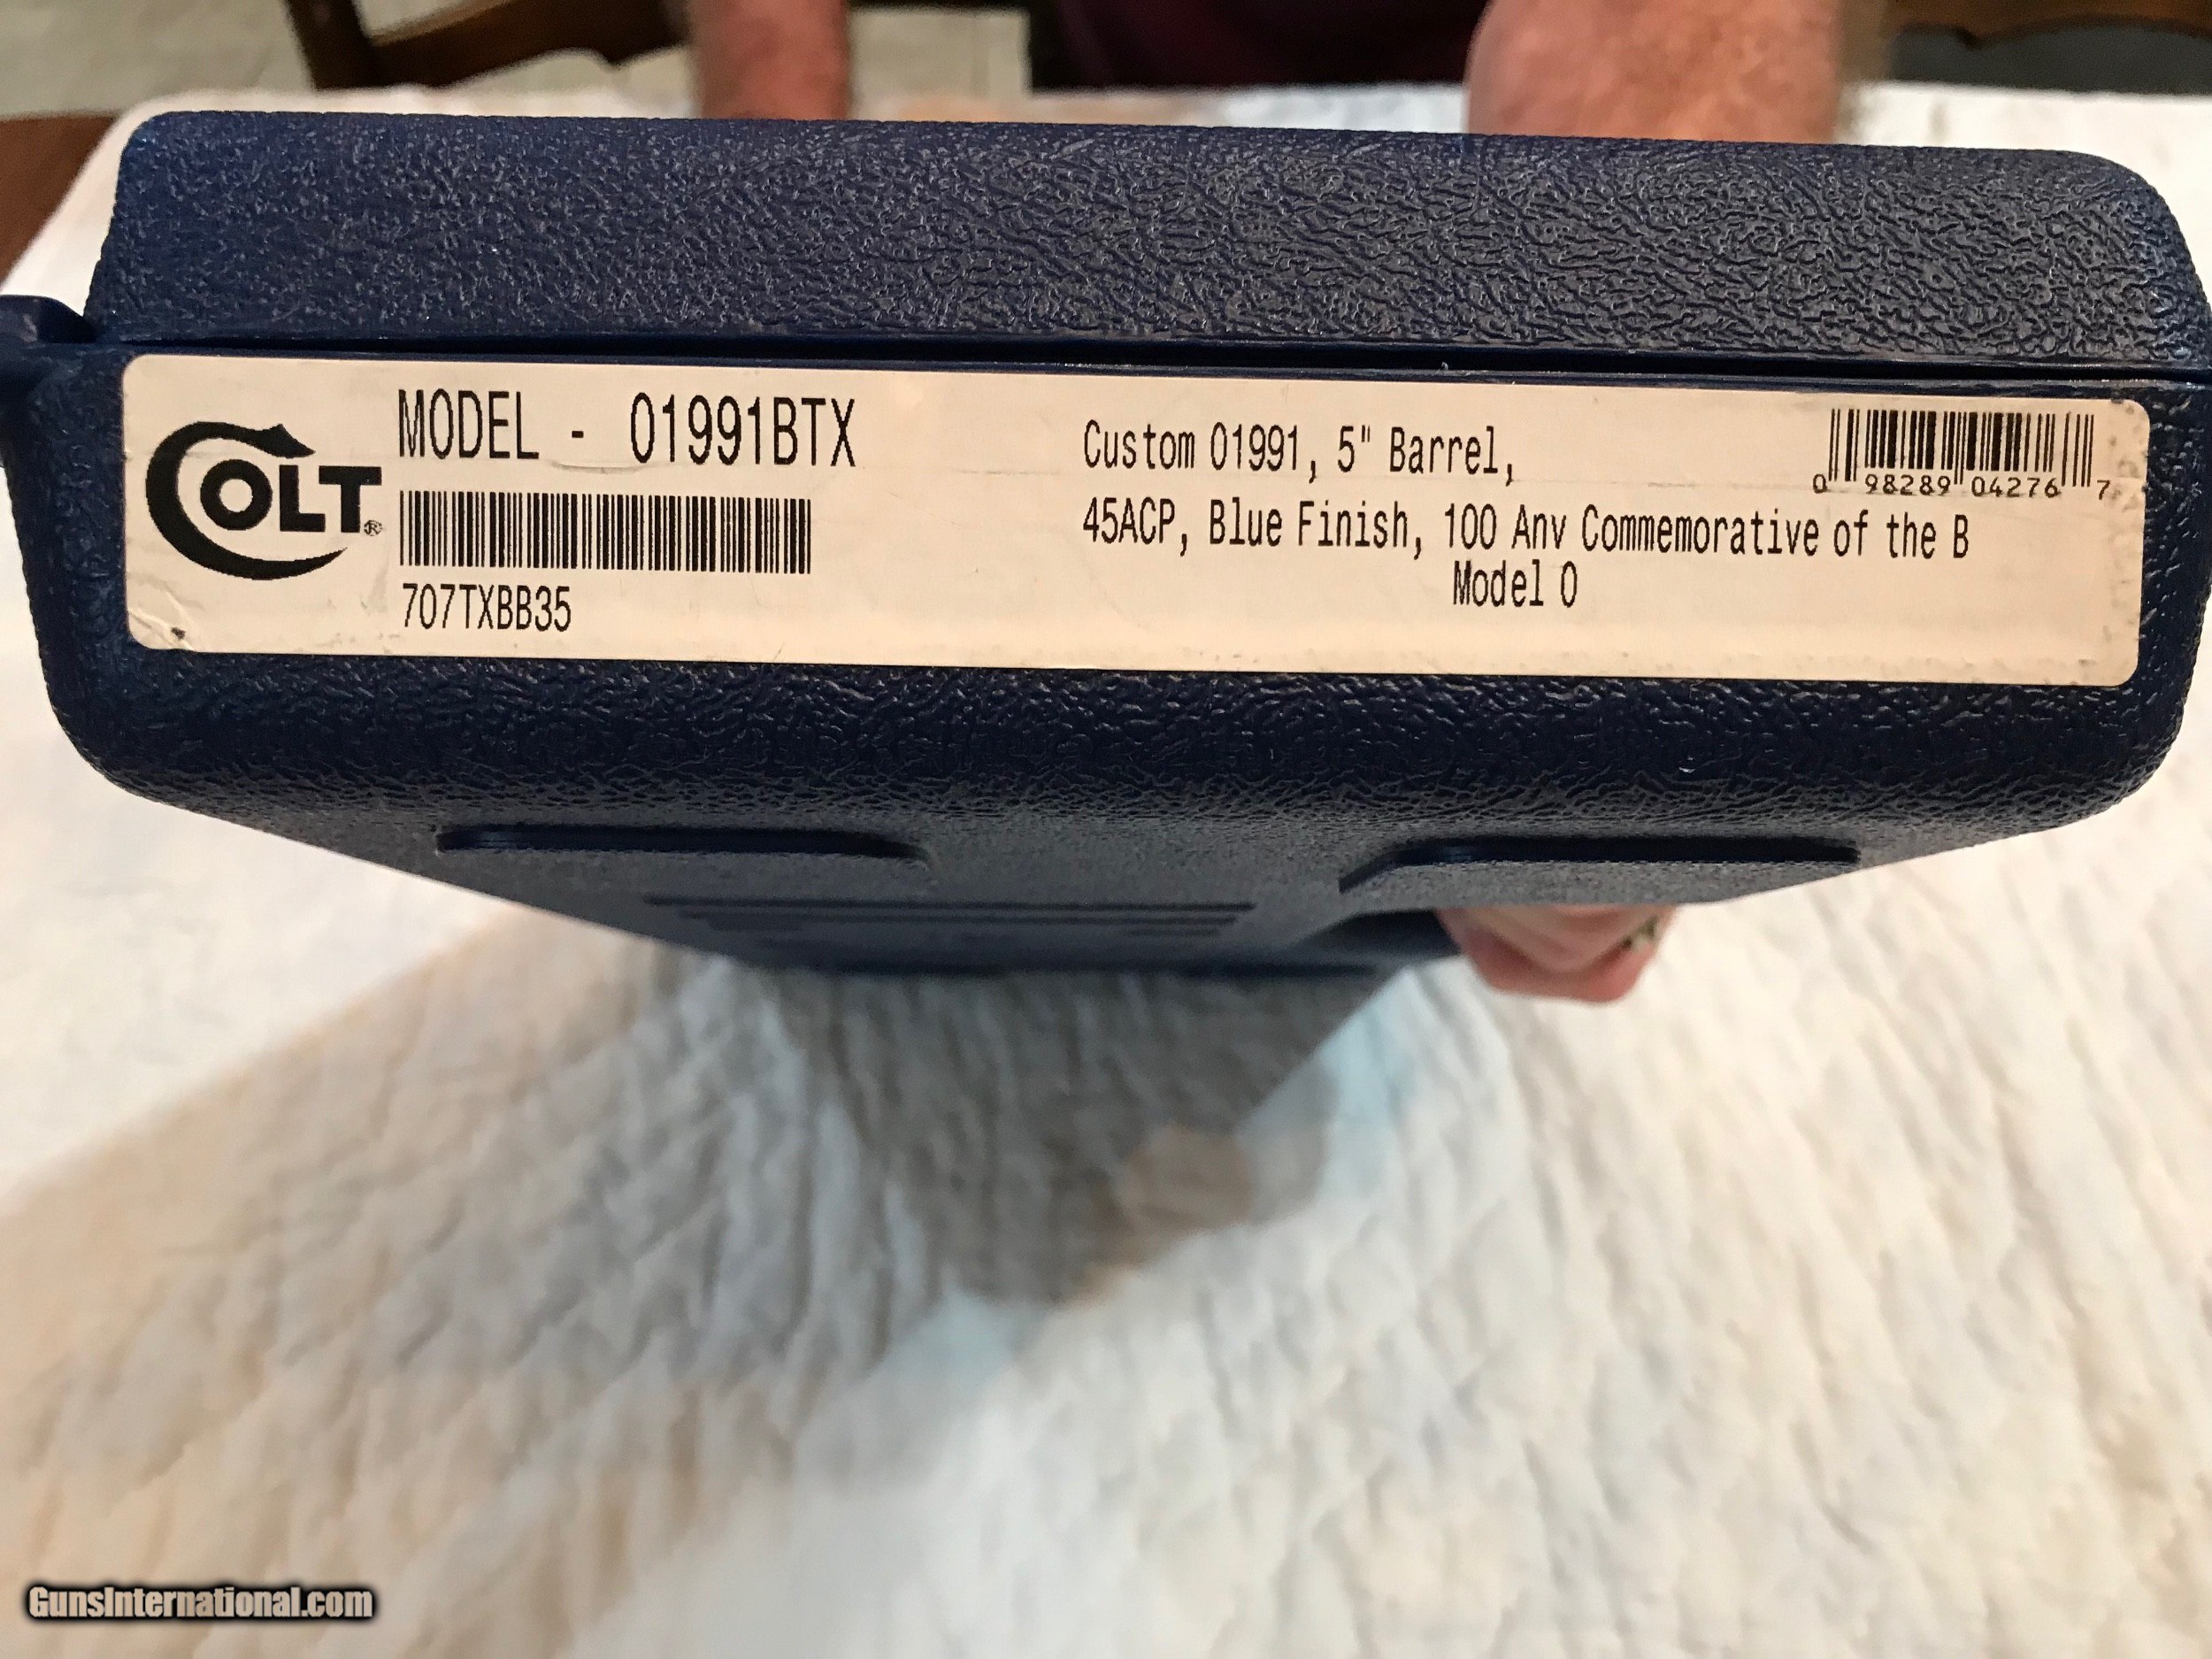 COLT®
MODEL - 01991BTX
707TXBB35
Custom 01991, 5" Barrel,
45ACP, Blue Finish, 100 Anv Commemorative of the B
Model O
0 98289 04276 7
GunsInternational.com